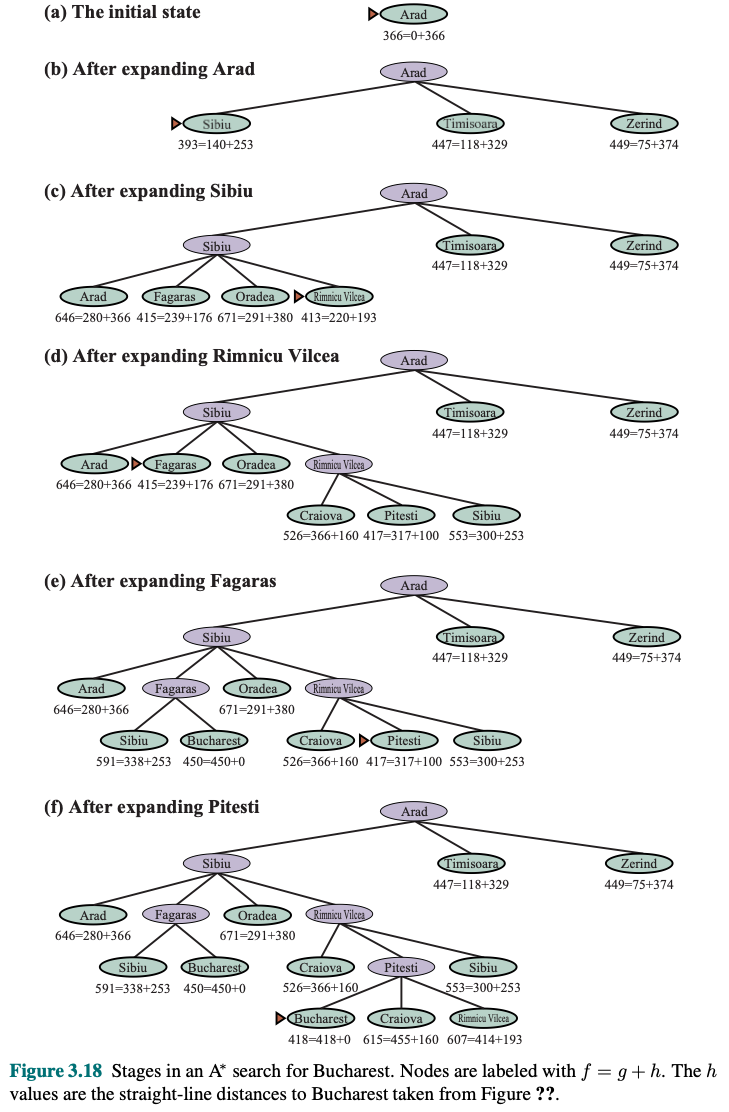 (a) The initial state
Arad
366=0+366
(b) After expanding Arad
Arad
Sibiu Timisoara Zerind
393=140+253 447=118+329 449=75+374
(c) After expanding Sibiu
Arad
Sibiu Timisoara Zerind
447=118+329 449=75+374
Arad Fagaras Oradea Rimnicu Vilcea
646=280+366 415=239+176 671=291+380 413=220+193
(d) After expanding Rimnicu Vilcea
Arad
Sibiu Timisoara Zerind
447=118+329 449=75+374
Arad Fagaras Oradea Rimnicu Vilcea
646=280+366 415=239+176 671=291+380
Craiova Pitesti Sibiu
526=366+160 417=317+100 553=300+253
(e) After expanding Fagaras
Arad
Sibiu Timisoara Zerind
447=118+329 449=75+374
Arad Fagaras Oradea Rimnicu Vilcea
646=280+366 671=291+380
Sibiu Bucharest Craiova Pitesti Sibiu
591=338+253 450=450+0 526=366+160 417=317+100 553=300+253
(f) After expanding Pitesti
Arad
Sibiu Timisoara Zerind
447=118+329 449=75+374
Arad Fagaras Oradea Rimnicu Vilcea
646=280+366 671=291+380
Sibiu Bucharest Craiova Pitesti Sibiu
591=338+253 450=450+0 526=366+160 553=300+253
Bucharest Craiova Rimnicu Vilcea
418=418+0 615=455+160 607=414+193
Figure 3.18 Stages in an A* search for Bucharest. Nodes are labeled with f = g + h. The h
values are the straight-line distances to Bucharest taken from Figure ??.